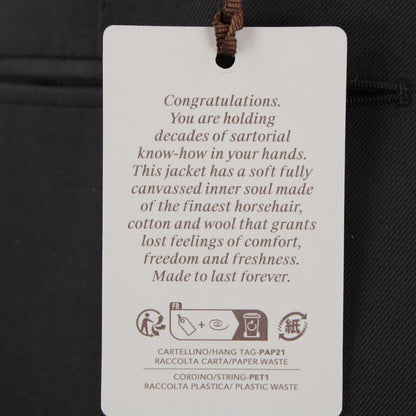 Congratulations.
You are holding
decades of sartorial
know-how in your hands.
This jacket has a soft fully
canvassed inner soul made
of the finaest horsehair,
cotton and wool that grants
lost feelings of comfort,
freedom and freshness.
Made to last forever.
FR
+
紙
CARTELLINO/HANG TAG-PAP21
RACCOLTA CARTA/PAPER WASTE
CORDINO/STRING-PET1
RACCOLTA PLASTICA/ PLASTIC WASTE